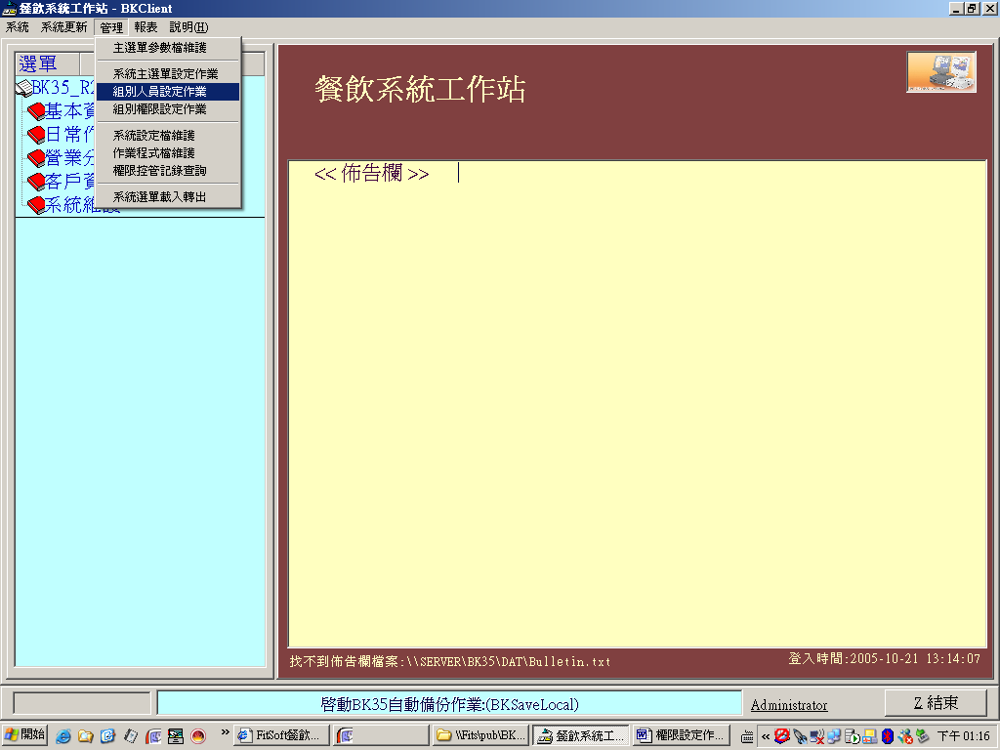 餐飲系統工作站 - BKClient
系統 系統更新 管理 報表 說明(H)
主選單參數檔維護
系統主選單設定作業
組別人員設定作業
組別權限設定作業
系統設定檔維護
作業程式檔維護
權限控管記錄查詢
系統選單載入轉出
選單
BK35_R2
基本資
日常作
營業分
客戶資
系統維護
餐飲系統工作站
<< 佈告欄 >>
找不到佈告欄檔案:\\SERVER\BK35\DAT\Bulletin.txt
登入時間:2005-10-21 13:14:07
啓動BK35自動備份作業:(BKSaveLocal)
Administrator
Z 結束
開始
»
FitSoft餐飲...
\\Fits\pub\BK...
餐飲系統工...
權限設定作...
«
下午 01:16